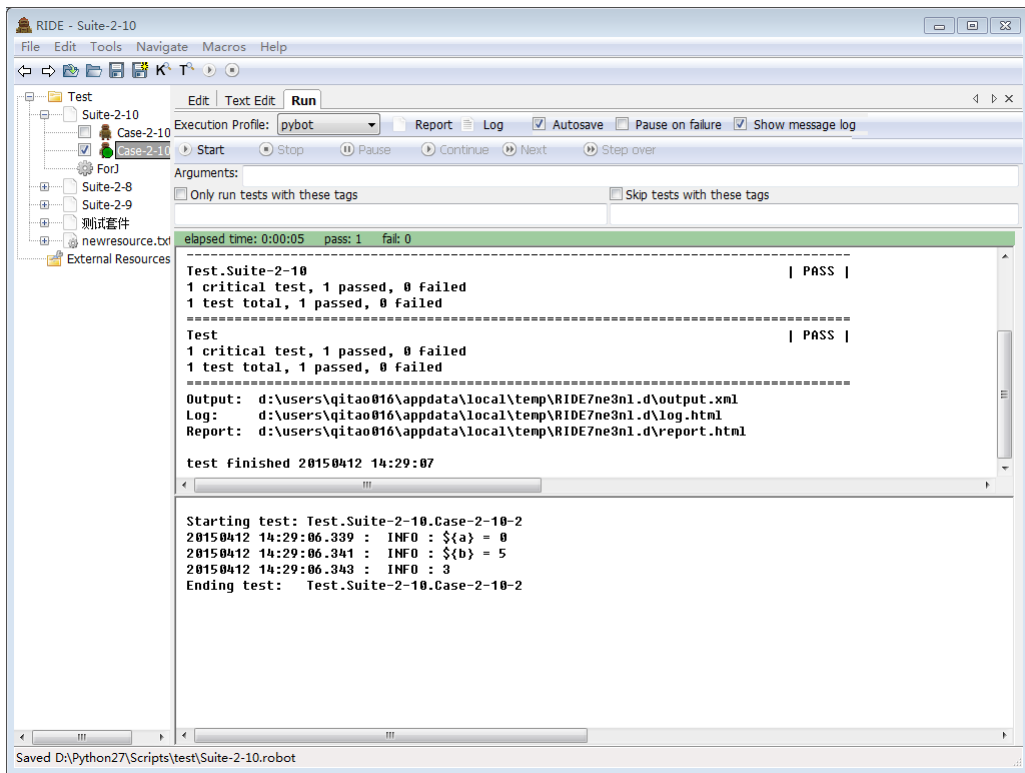 RIDE - Suite-2-10
File Edit Tools Navigate Macros Help
Test
Suite-2-10
Case-2-10
Case-2-10
ForJ
Suite-2-8
Suite-2-9
测试套件
newresource.txt
External Resources
Edit Text Edit Run
Execution Profile: pybot Report Log Autosave Pause on failure Show message log
Start Stop Pause Continue Next Step over
Arguments:
Only run tests with these tags Skip tests with these tags
elapsed time: 0:00:05 pass: 1 fail: 0
------------------------------------------------------------------------------
Test.Suite-2-10 | PASS |
1 critical test, 1 passed, 0 failed
1 test total, 1 passed, 0 failed
==============================================================================
Test | PASS |
1 critical test, 1 passed, 0 failed
1 test total, 1 passed, 0 failed
==============================================================================
Output: d:\users\qitao016\appdata\local\temp\RIDE7ne3nl.d\output.xml
Log: d:\users\qitao016\appdata\local\temp\RIDE7ne3nl.d\log.html
Report: d:\users\qitao016\appdata\local\temp\RIDE7ne3nl.d\report.html
test finished 20150412 14:29:07
Starting test: Test.Suite-2-10.Case-2-10-2
20150412 14:29:06.339 : INFO : ${a} = 0
20150412 14:29:06.341 : INFO : ${b} = 5
20150412 14:29:06.343 : INFO : 3
Ending test: Test.Suite-2-10.Case-2-10-2
Saved D:\Python27\Scripts\test\Suite-2-10.robot